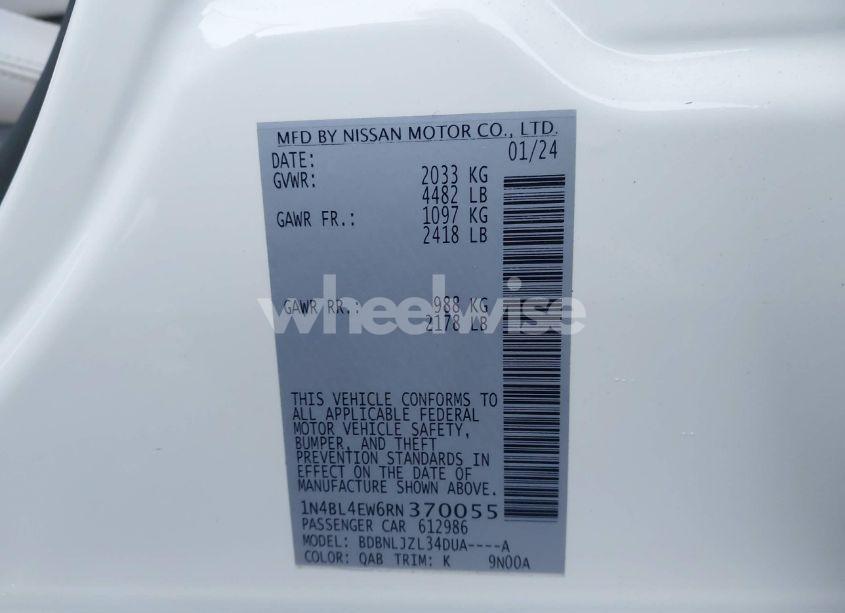 MFD BY NISSAN MOTOR CO., LTD.
DATE: 01/24
GVWR: 2033 KG
4482 LB
GAWR FR.: 1097 KG
2418 LB
GAWR RR.: 988 KG
2178 LB
wheelwise
THIS VEHICLE CONFORMS TO
ALL APPLICABLE FEDERAL
MOTOR VEHICLE SAFETY,
BUMPER, AND THEFT
PREVENTION STANDARDS IN
EFFECT ON THE DATE OF
MANUFACTURE SHOWN ABOVE.
1N4BL4EW6RN370055
PASSENGER CAR 612986
MODEL: BDBNLJZL34DUA----A
COLOR: QAB TRIM: K 9N00A